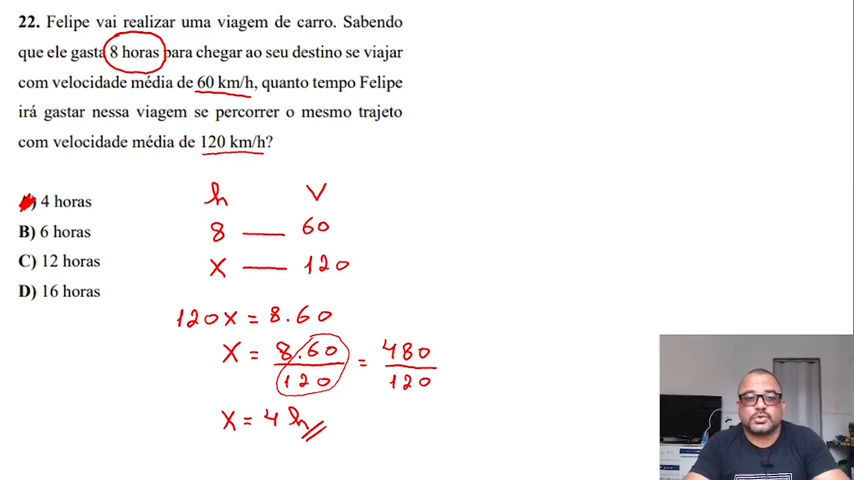 22. Felipe vai realizar uma viagem de carro. Sabendo
que ele gasta 8 horas para chegar ao seu destino se viajar
com velocidade média de 60 km/h, quanto tempo Felipe
irá gastar nessa viagem se percorrer o mesmo trajeto
com velocidade média de 120 km/h?
4 horas
B) 6 horas
C) 12 horas
D) 16 horas
h V
8 — 60
X — 120
120X = 8.60
X = 8.60/120 = 480/120
X = 4 h